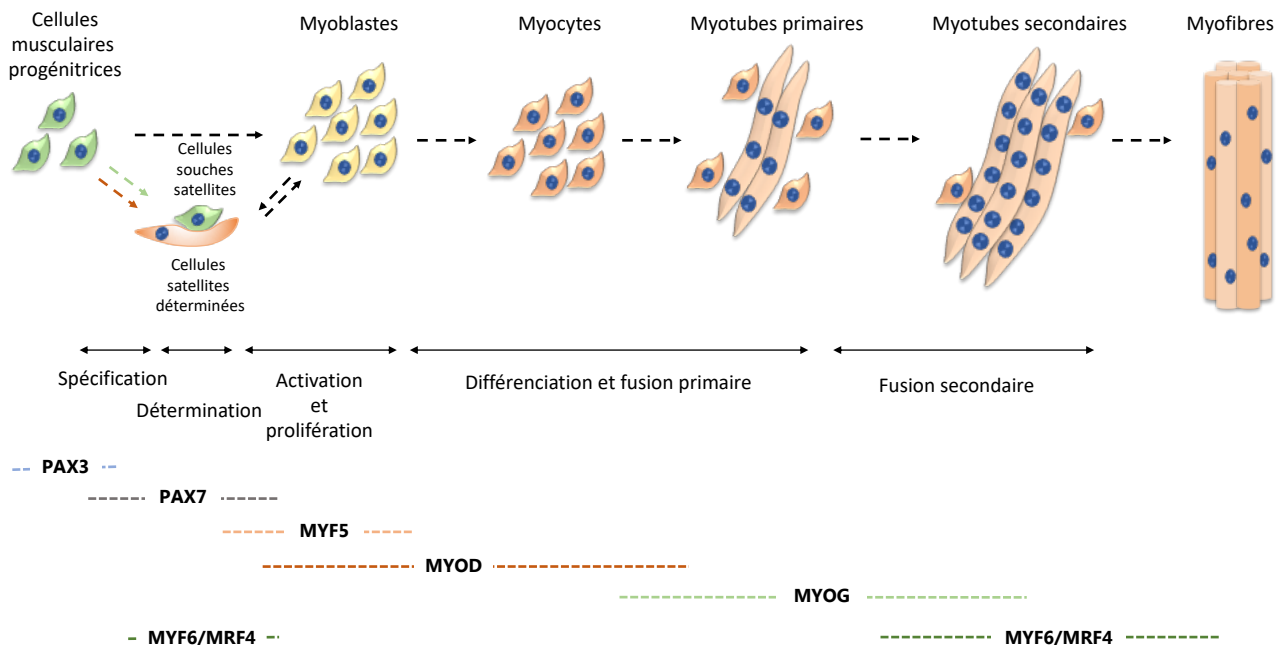 Cellules
musculaires
progénitrices
Myoblastes
Myocytes
Myotubes primaires
Myotubes secondaires
Myofibres
Cellules
souches
satellites
Cellules
satellites
déterminées
Spécification
Détermination
Activation
et
prolifération
Différenciation et fusion primaire
Fusion secondaire
PAX3
PAX7
MYF5
MYOD
MYOG
MYF6/MRF4
MYF6/MRF4